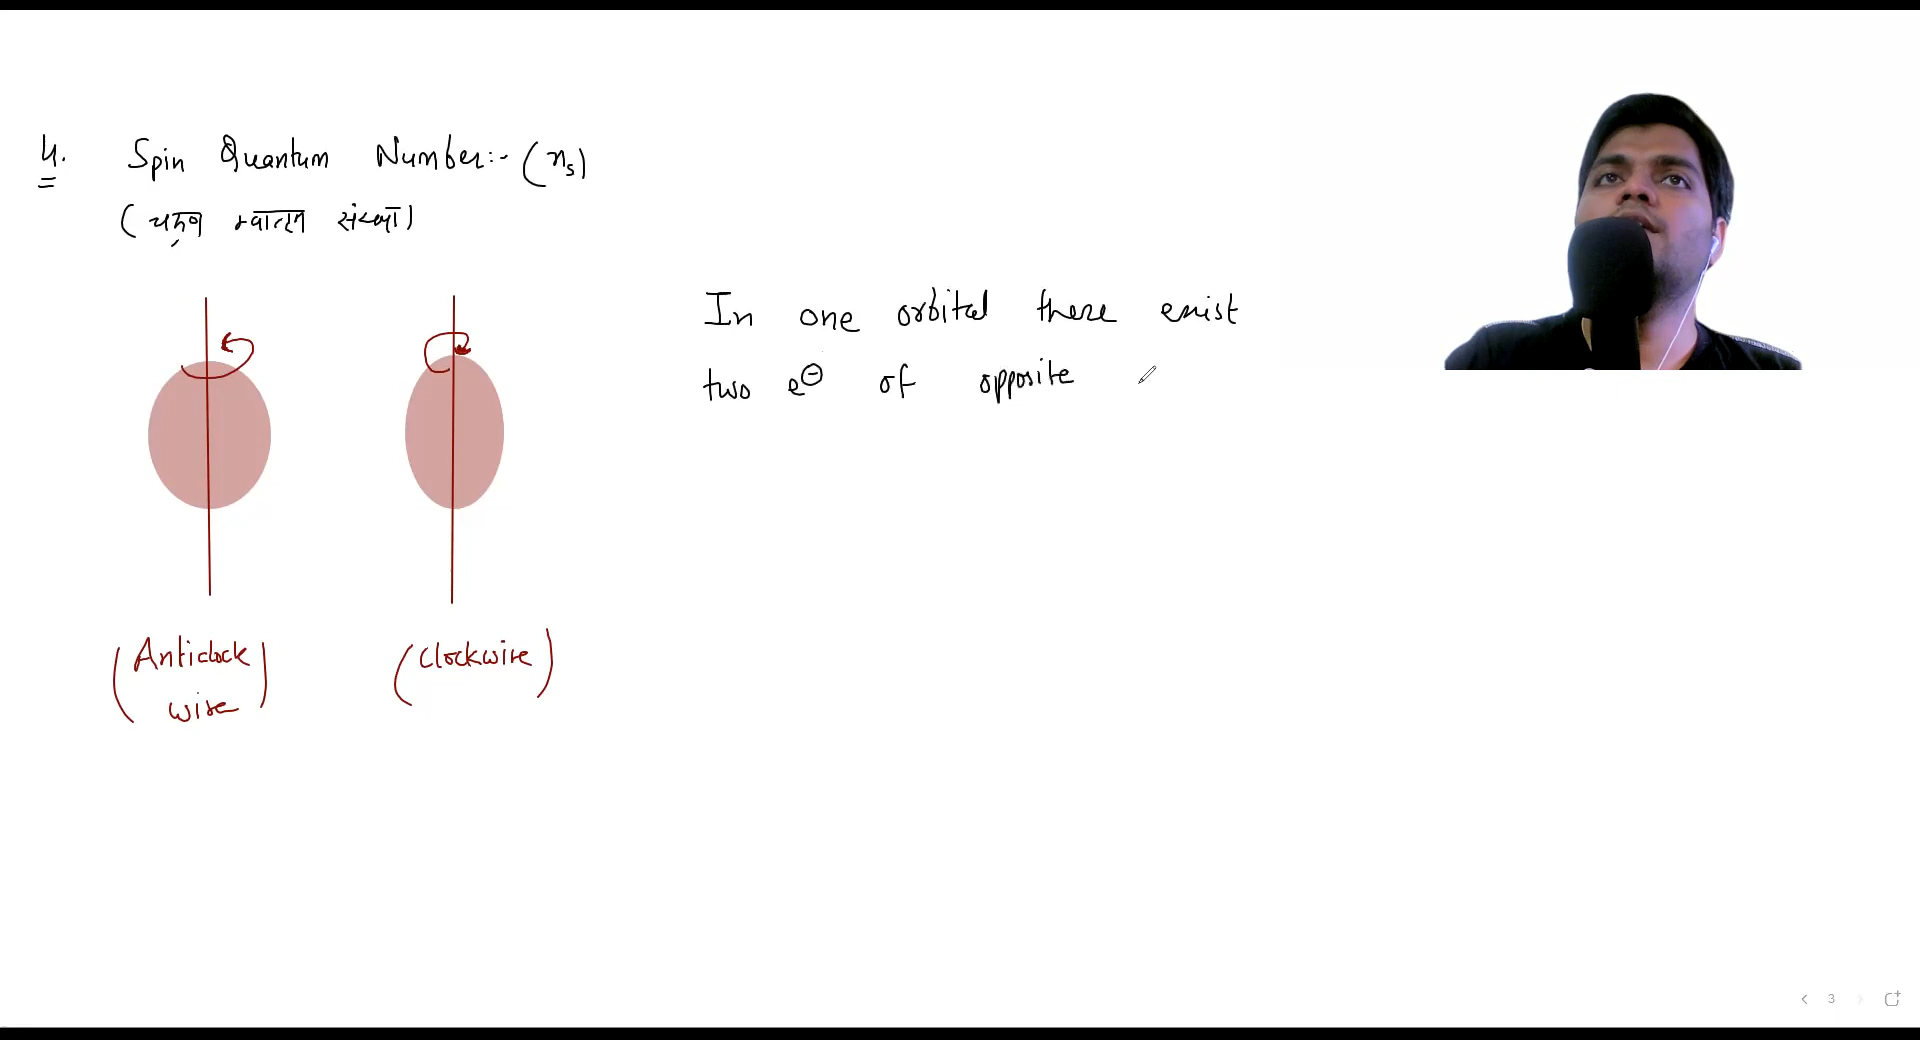 4. Spin Quantum Number:- (ns)
(चक्रण क्वान्टम संख्या)
In one orbital there exist
two e⊖ of opposite
(Anticlock
wise)
(Clockwise)
3